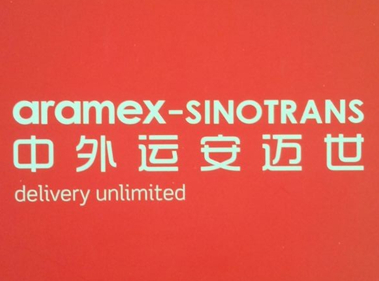 aramex-SINOTRANS
中外运安迈世
delivery unlimited